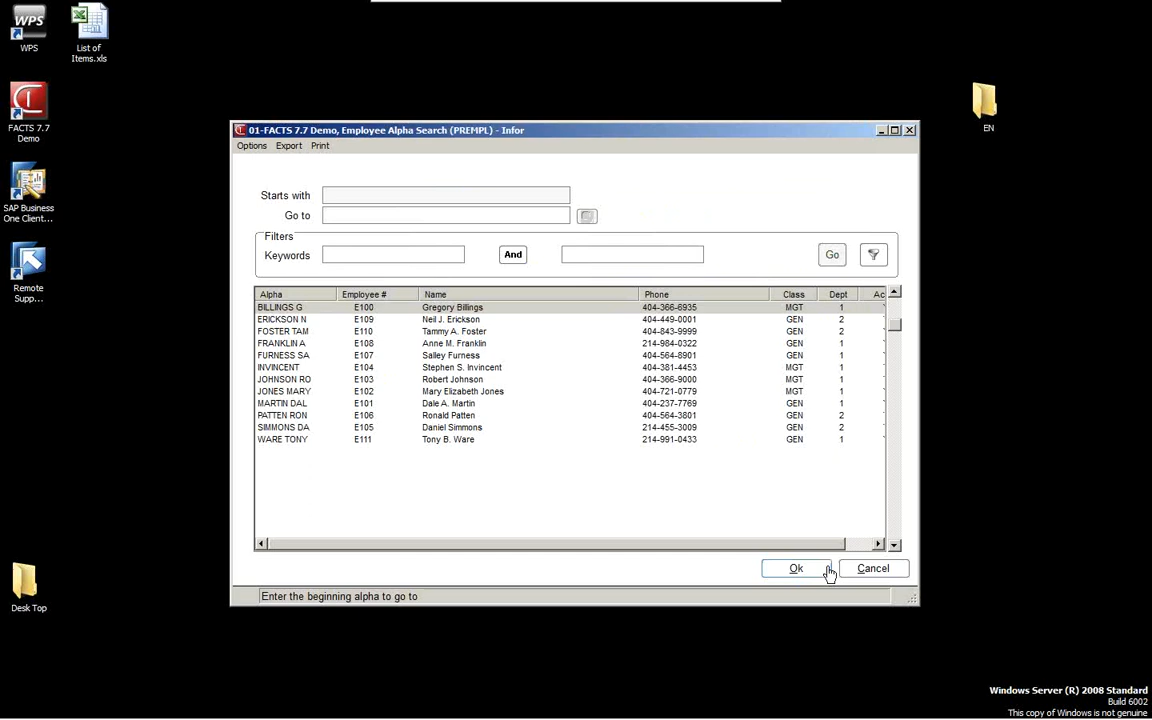 WPS
WPS
List of
Items.xls
FACTS 7.7
Demo
SAP Business
One Client...
Remote
Supp...
EN
Desk Top
01-FACTS 7.7 Demo, Employee Alpha Search (PREMPL) - Infor
Options Export Print
Starts with
Go to
Filters
Keywords And Go
Alpha Employee # Name Phone Class Dept Ac
BILLINGS G E100 Gregory Billings 404-366-6935 MGT 1
ERICKSON N E109 Neil J. Erickson 404-449-0001 GEN 2
FOSTER TAM E110 Tammy A. Foster 404-843-9999 GEN 2
FRANKLIN A E108 Anne M. Franklin 214-984-0322 GEN 1
FURNESS SA E107 Salley Furness 404-564-8901 GEN 1
INVINCENT E104 Stephen S. Invincent 404-381-4453 MGT 1
JOHNSON RO E103 Robert Johnson 404-366-9000 MGT 1
JONES MARY E102 Mary Elizabeth Jones 404-721-0779 MGT 1
MARTIN DAL E101 Dale A. Martin 404-237-7769 GEN 1
PATTEN RON E106 Ronald Patten 404-564-3801 GEN 2
SIMMONS DA E105 Daniel Simmons 214-455-3009 GEN 2
WARE TONY E111 Tony B. Ware 214-991-0433 GEN 1
Ok Cancel
Enter the beginning alpha to go to
Windows Server (R) 2008 Standard
Build 6002
This copy of Windows is not genuine